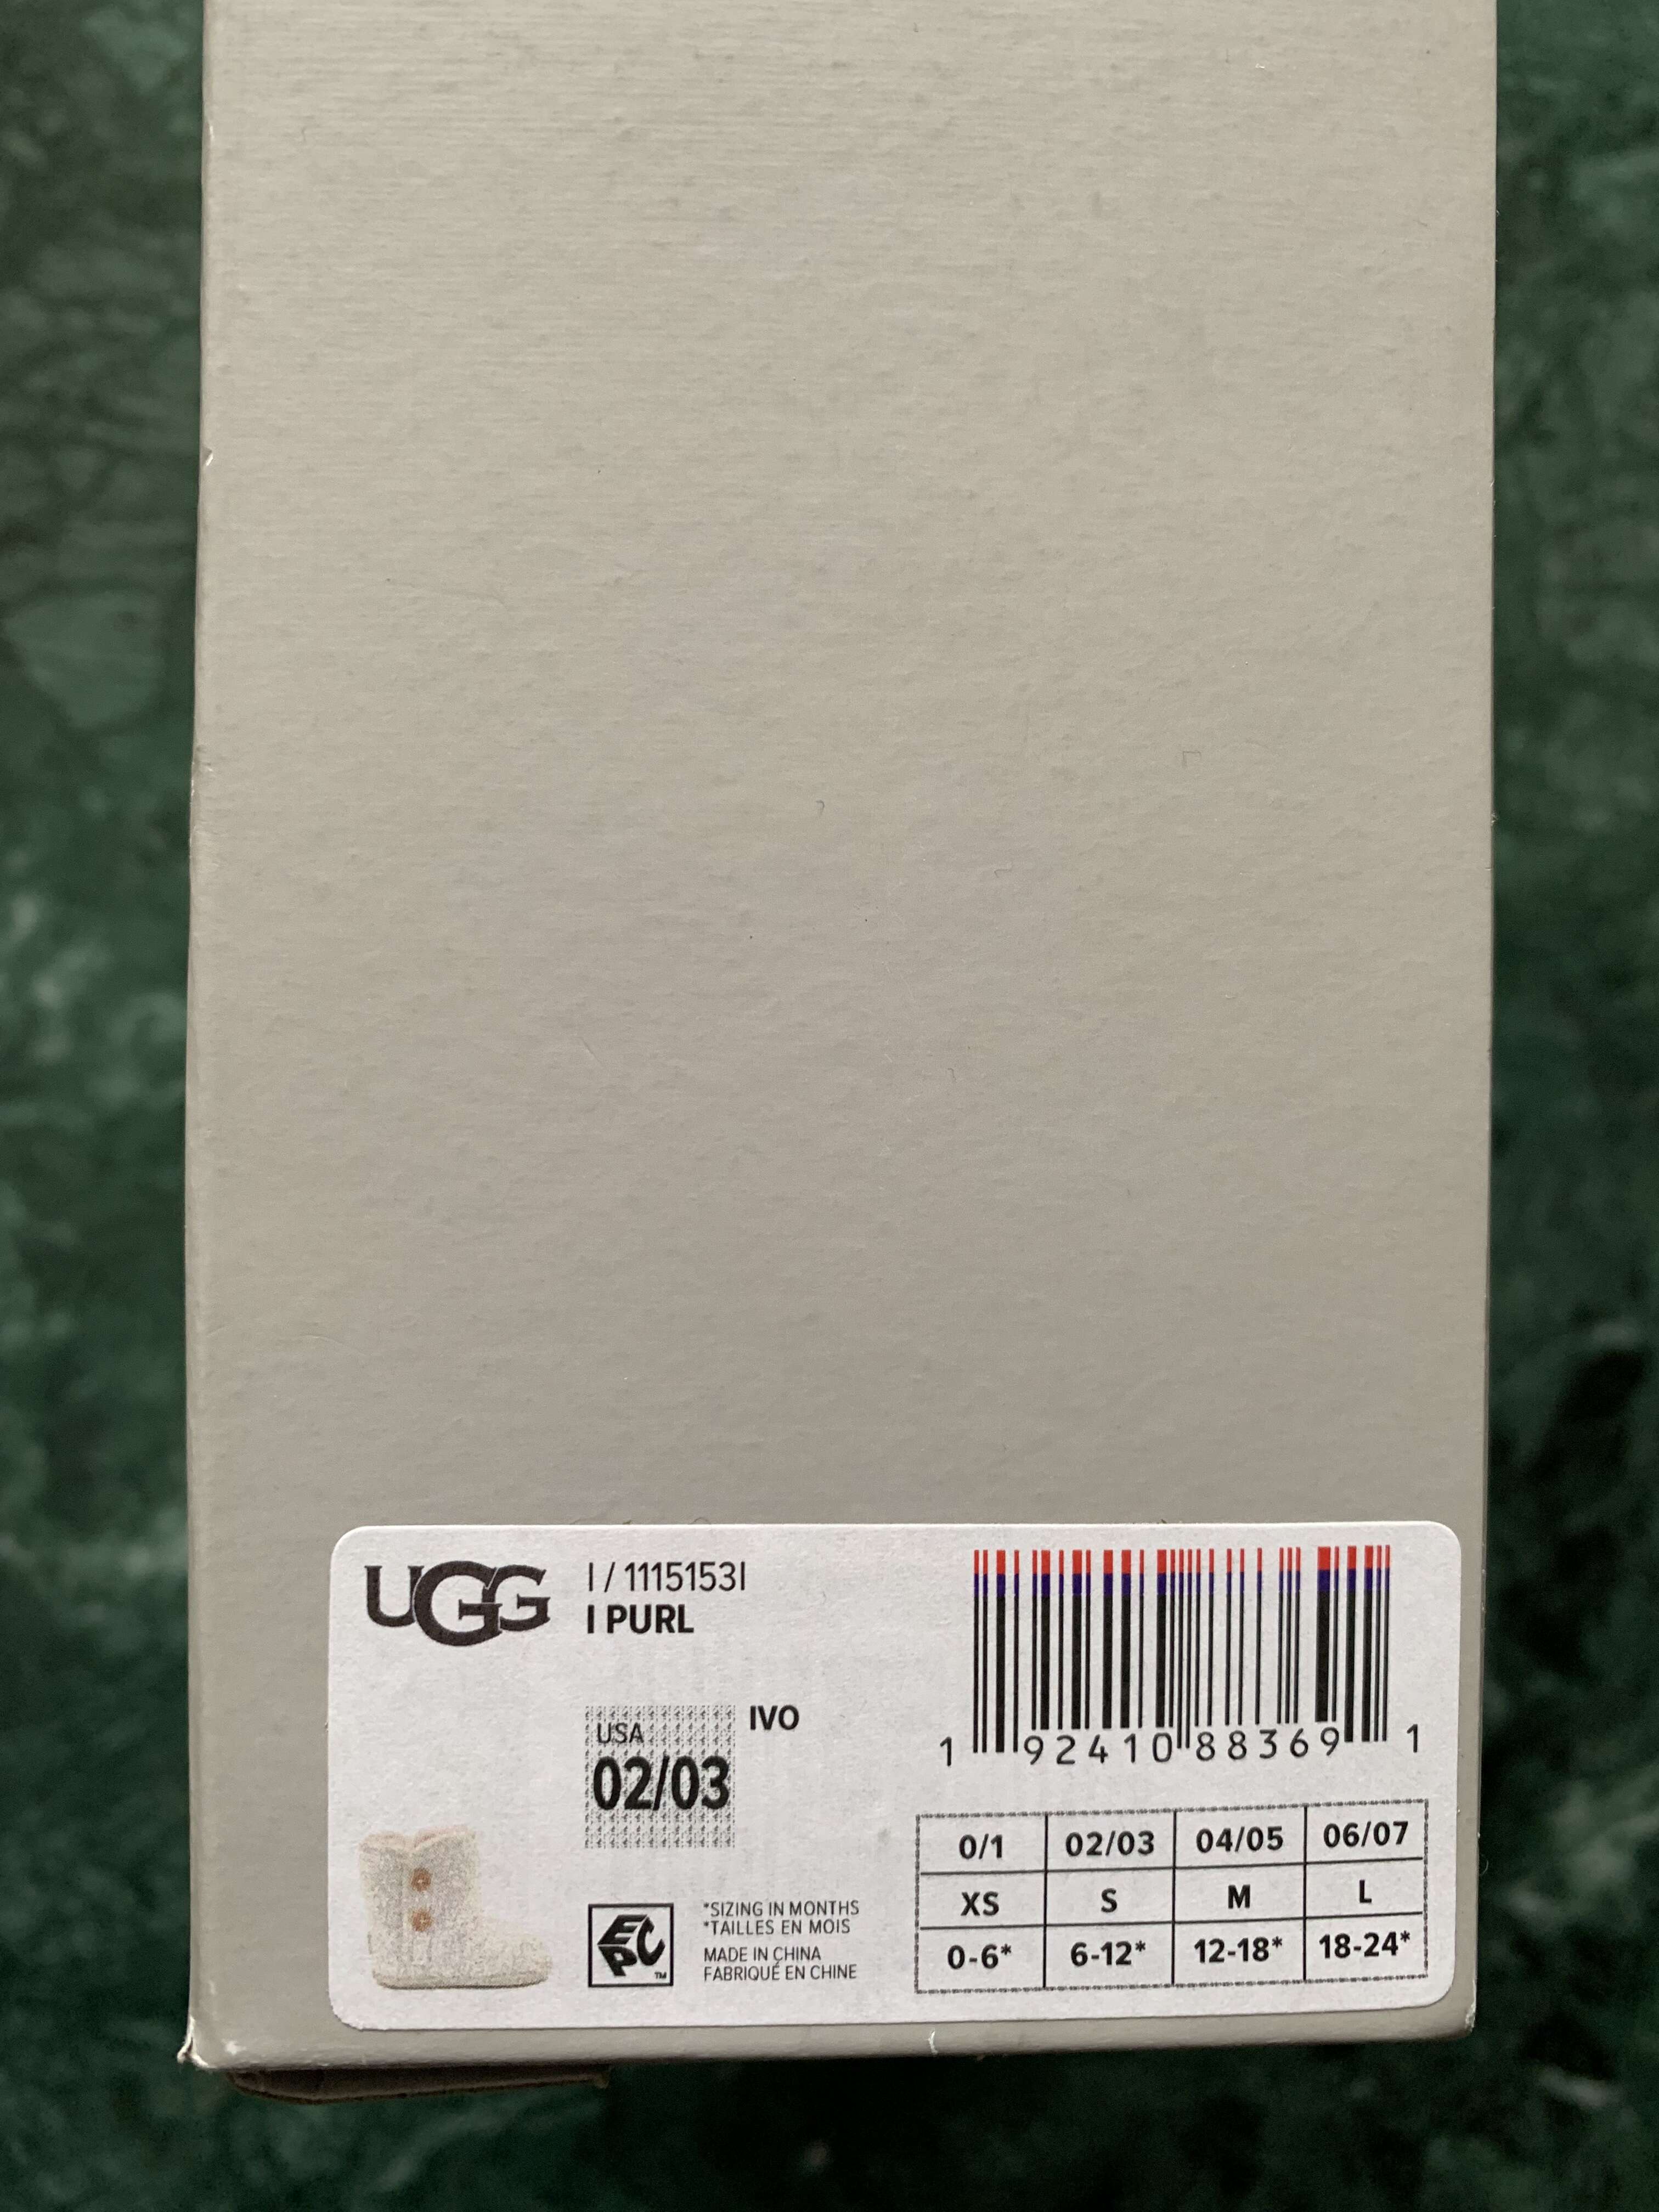 UGG
I / 1115153I
I PURL
USA
02/03
IVO
1 92410 88369 1
0/1 02/03 04/05 06/07
XS S M L
0-6* 6-12* 12-18* 18-24*
EPC™
*SIZING IN MONTHS
*TAILLES EN MOIS
MADE IN CHINA
FABRIQUÉ EN CHINE